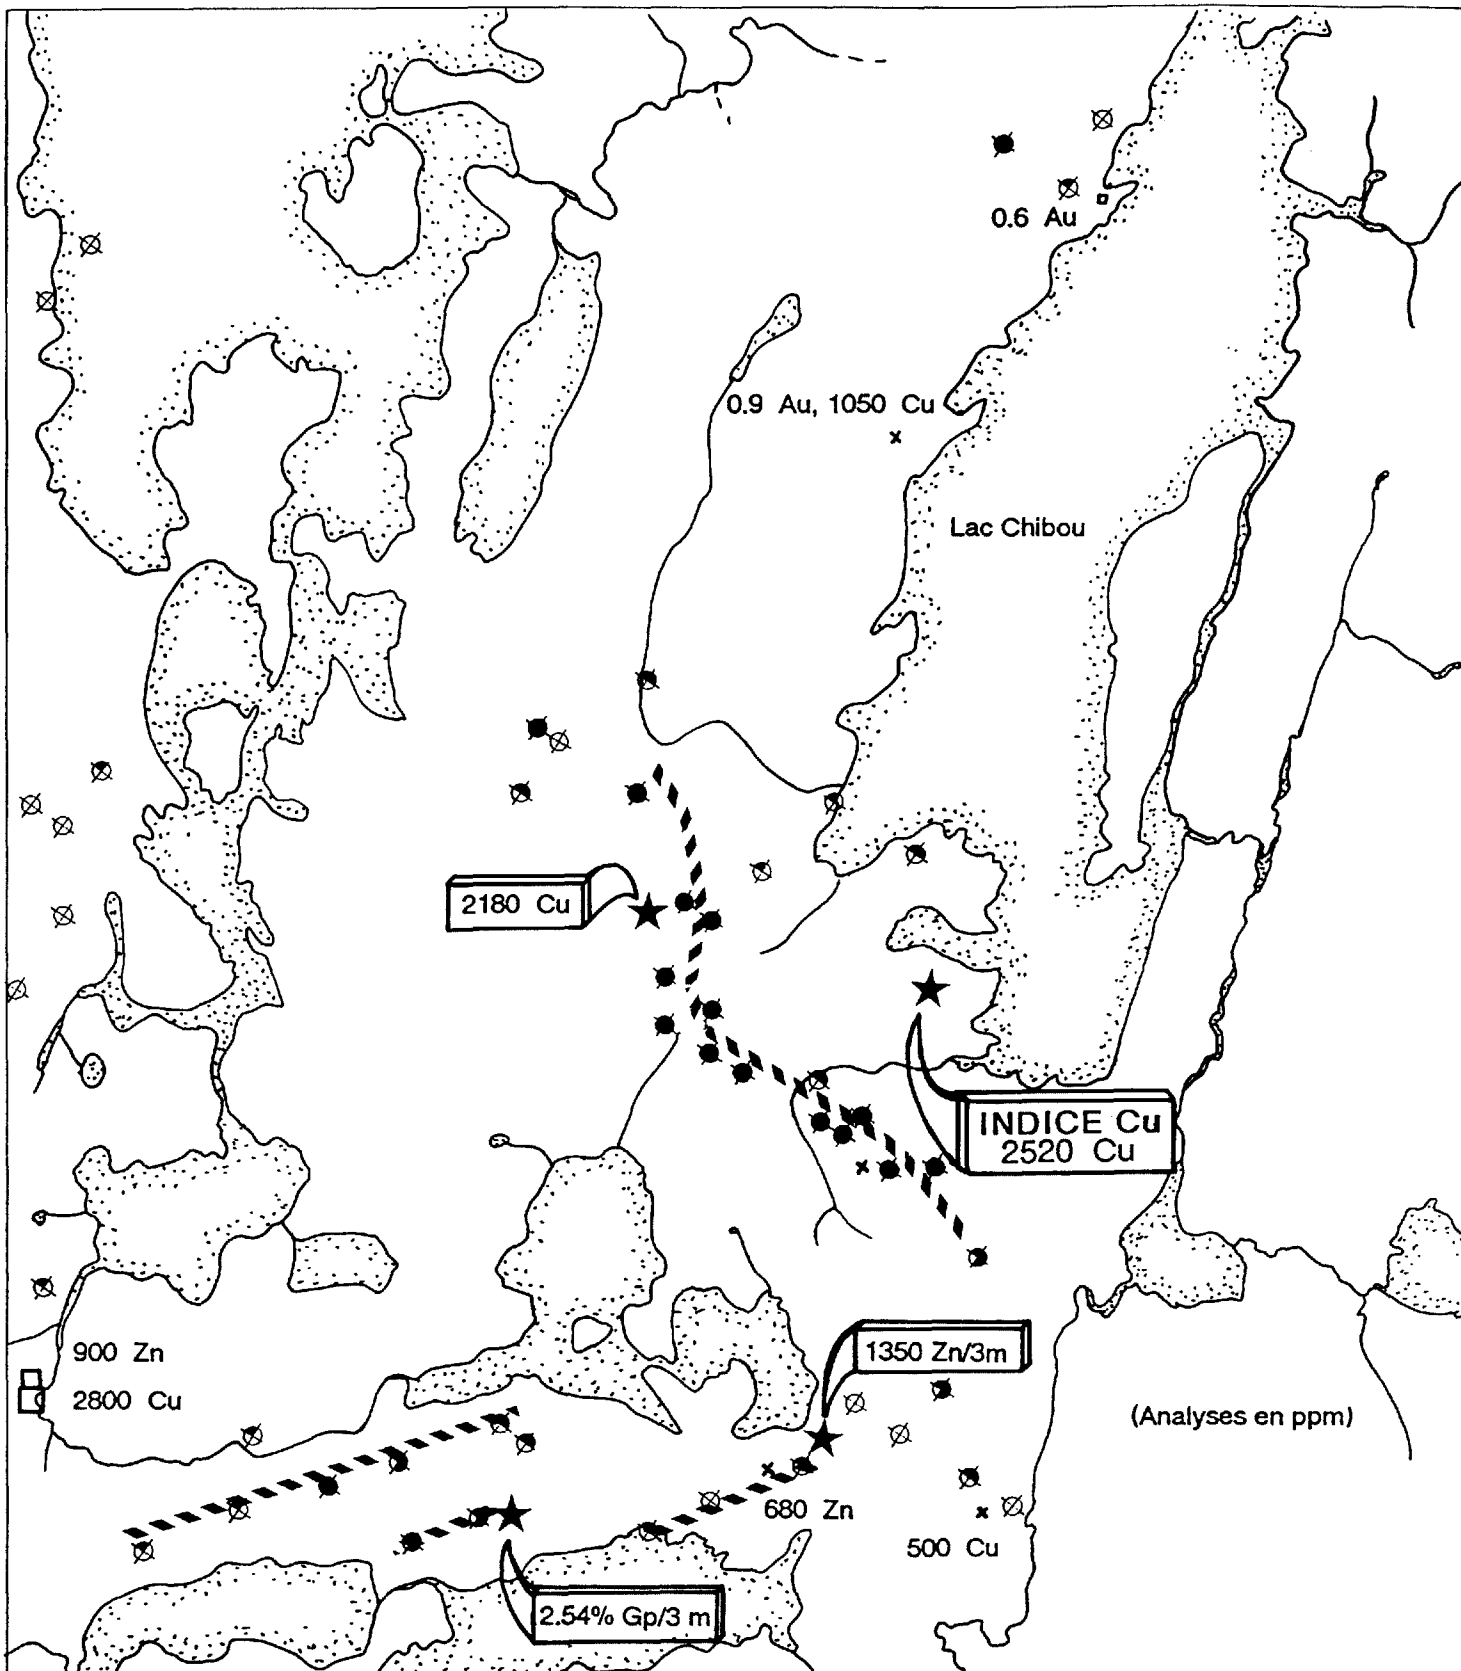 0.6 Au
0.9 Au, 1050 Cu
Lac Chibou
2180 Cu
INDICE Cu
2520 Cu
1350 Zn/3m
900 Zn
2800 Cu
(Analyses en ppm)
680 Zn
500 Cu
2.54% Gp/3 m